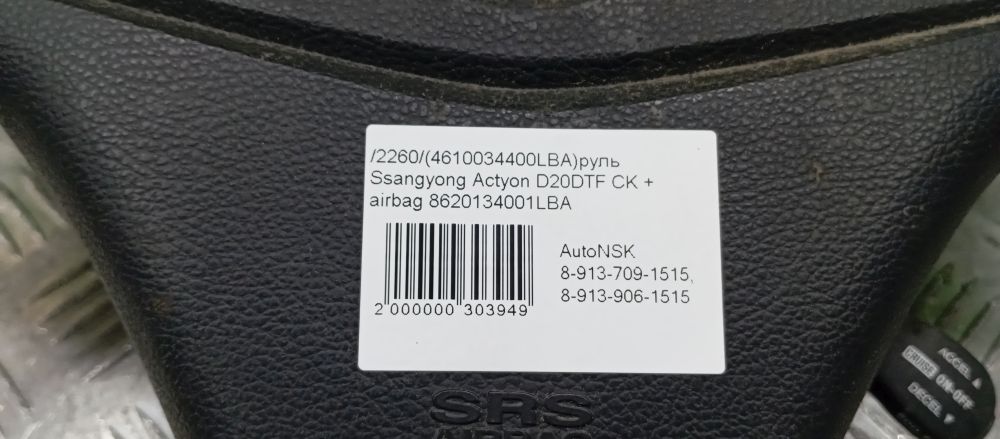 /2260/(4610034400LBA)руль
Ssangyong Actyon D20DTF CK +
airbag 8620134001LBA
AutoNSK
8-913-709-1515,
8-913-906-1515
2 000000 303949
SRS
AIRBAG
ACCEL ▲
CRUISE ON-OFF
DECEL ▼